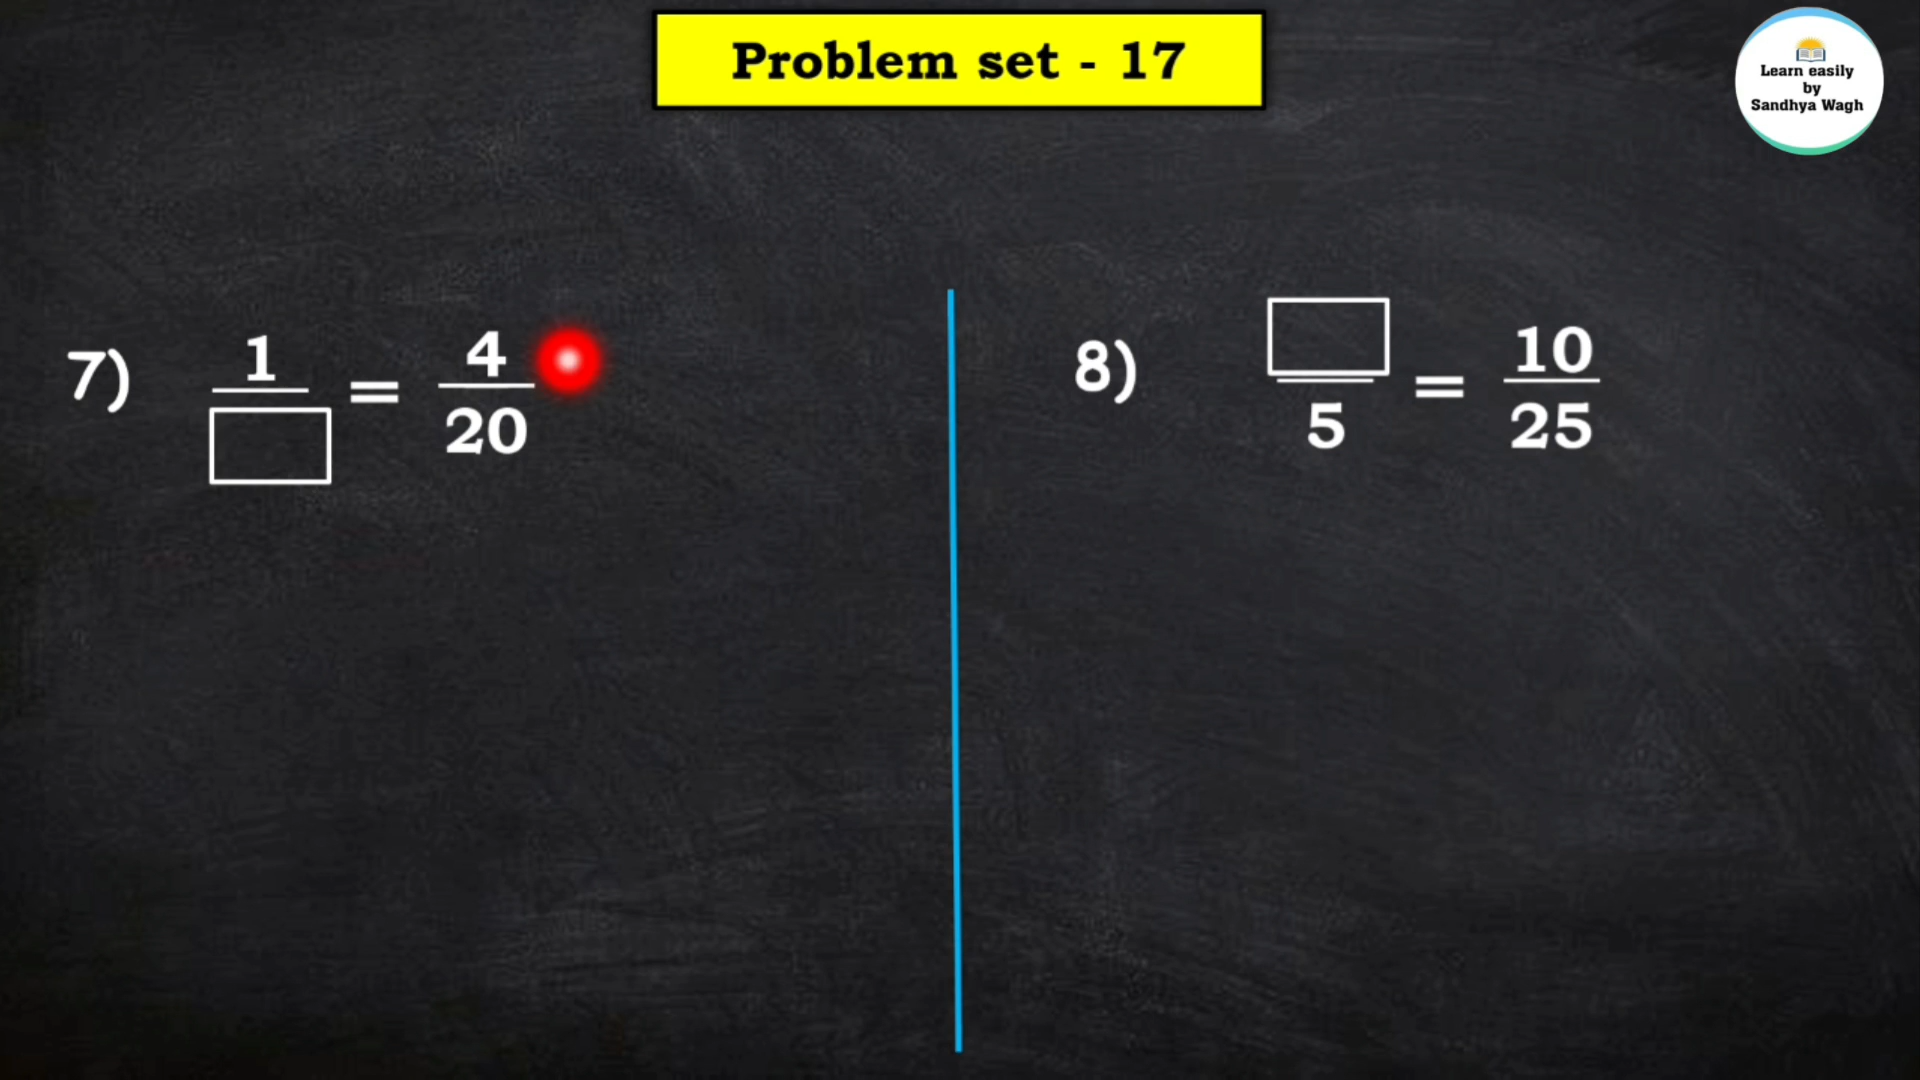 Problem set - 17
Learn easily
by
Sandhya Wagh
7) 1/□ = 4/20
8) □/5 = 10/25